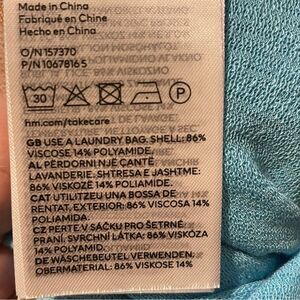 Made in China
Fabriqué en Chine
Hecho en China
O/N 157370
P/N 1067816 5
30
P
hm.com/takecare
GB USE A LAUNDRY BAG. SHELL: 86%
VISCOSE 14% POLYAMIDE.
AL PËRDORNI NJE ÇANTË
LAVANDERIE. SHTRESA E JASHTME:
86% VISKOZË 14% POLIAMIDE.
CAT UTILITZEU UNA BOSSA DE
RENTAT. EXTERIOR: 86% VISCOSA 14%
POLIAMIDA.
CZ PERTE V SÁČKU PRO ŠETRNÉ
PRANÍ. SVRCHNÍ LÁTKA: 86% VISKÓZA
14% POLYAMID.
DE WÄSCHEBEUTEL VERWENDEN.
OBERMATERIAL: 86% VISKOSE 14%